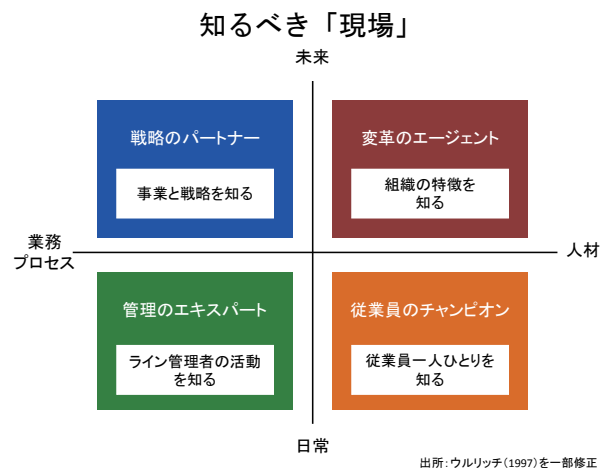 知るべき「現場」
未来
戦略のパートナー
事業と戦略を知る
変革のエージェント
組織の特徴を
知る
業務
プロセス
人材
管理のエキスパート
ライン管理者の活動
を知る
従業員のチャンピオン
従業員一人ひとりを
知る
日常
出所：ウルリッチ（1997）を一部修正